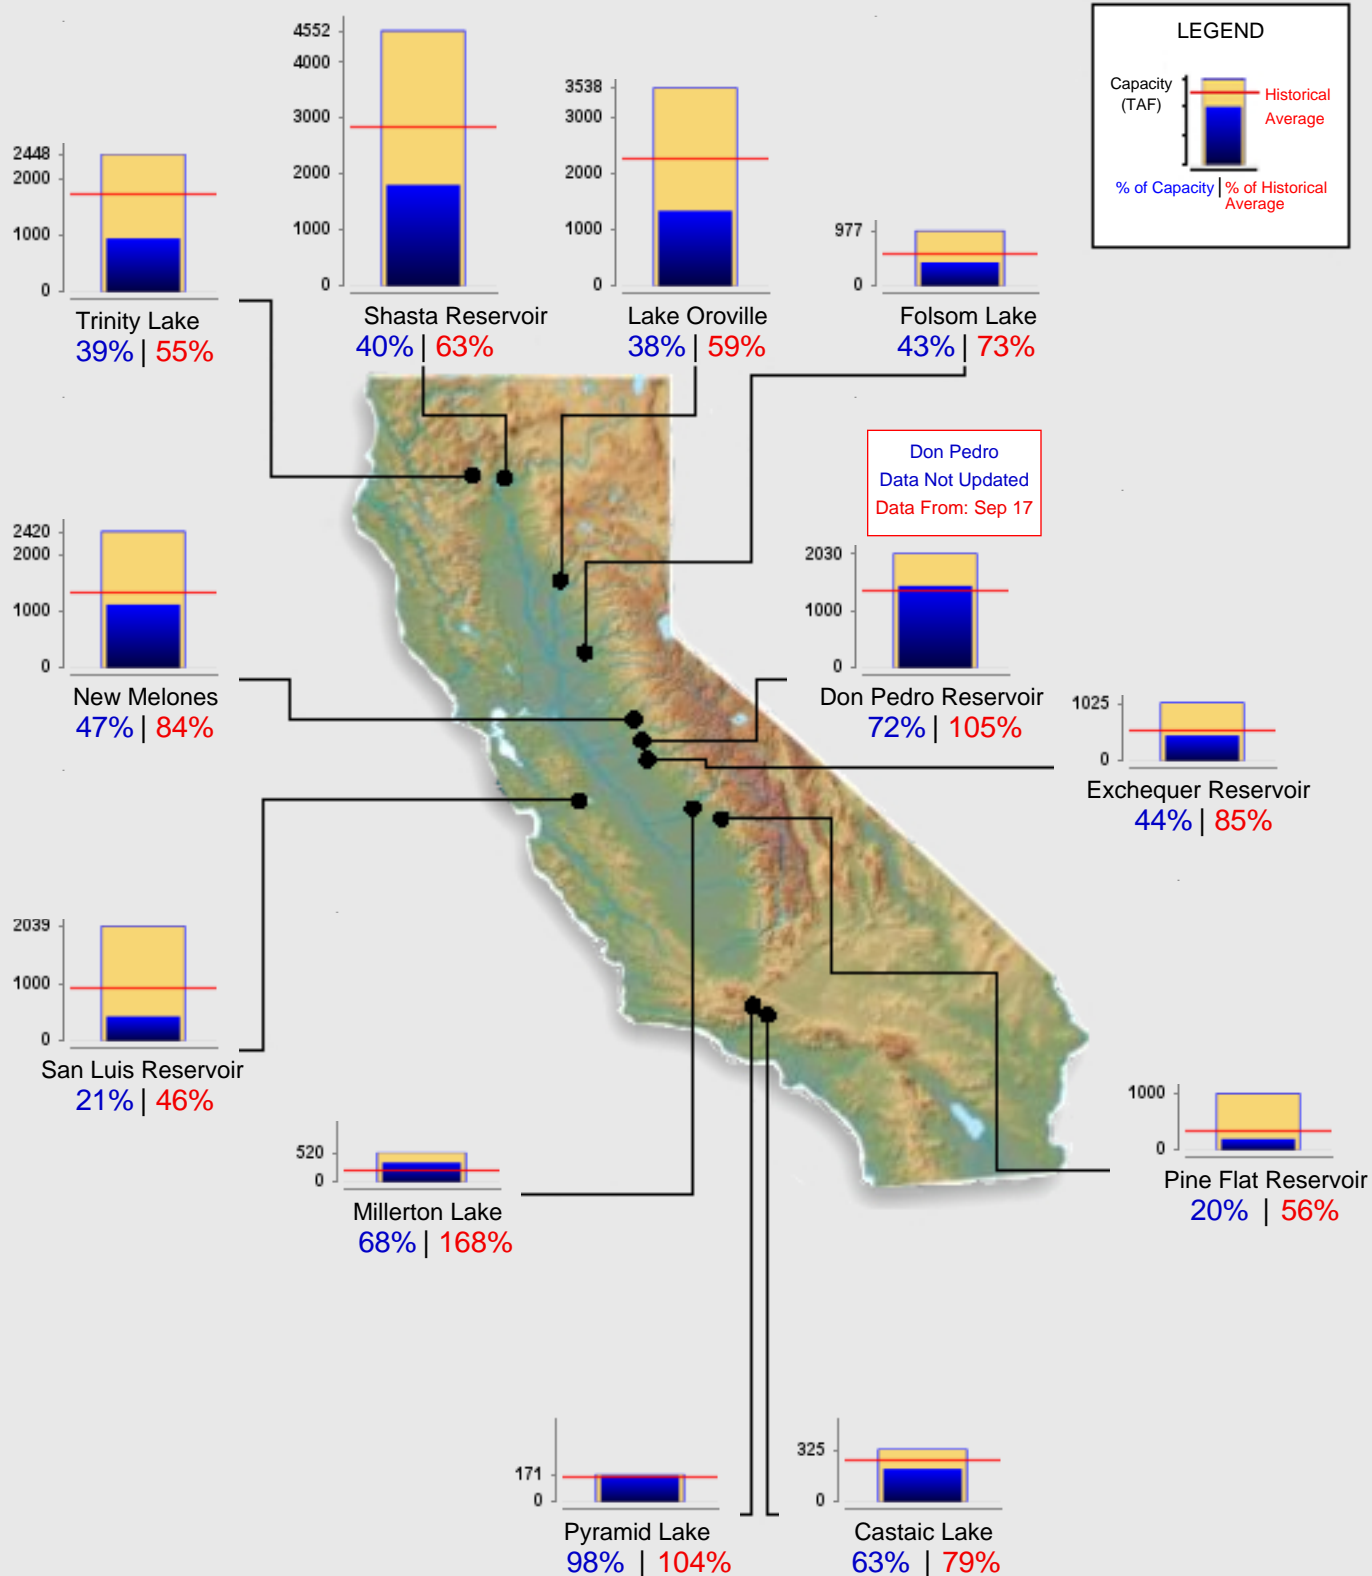 LEGEND
Capacity
(TAF)
Historical
Average
% of Capacity | % of Historical
Average
4552
4000
3000
2000
1000
0
Shasta Reservoir
40% | 63%
3538
3000
2000
1000
0
Lake Oroville
38% | 59%
2448
2000
1000
0
Trinity Lake
39% | 55%
977
0
Folsom Lake
43% | 73%
Don Pedro
Data Not Updated
Data From: Sep 17
2420
2000
1000
0
New Melones
47% | 84%
2030
1000
0
Don Pedro Reservoir
72% | 105%
1025
0
Exchequer Reservoir
44% | 85%
2039
1000
0
San Luis Reservoir
21% | 46%
520
0
Millerton Lake
68% | 168%
1000
0
Pine Flat Reservoir
20% | 56%
171
0
Pyramid Lake
98% | 104%
325
0
Castaic Lake
63% | 79%